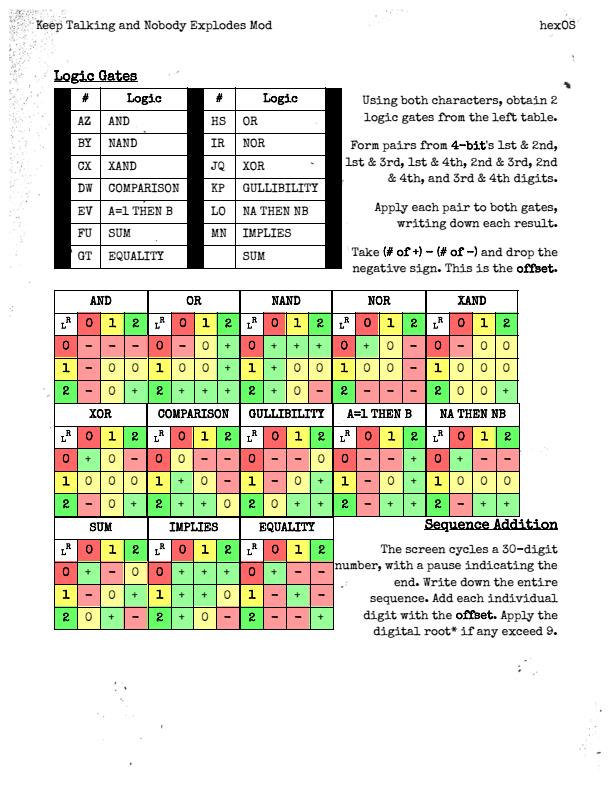 Keep Talking and Nobody Explodes Mod hexOS
Logic Gates
# Logic # Logic
AZ AND HS OR
BY NAND IR NOR
CX XAND JQ XOR
DW COMPARISON KP GULLIBILITY
EV A=1 THEN B LO NA THEN NB
FU SUM MN IMPLIES
GT EQUALITY SUM
Using both characters, obtain 2
logic gates from the left table.
Form pairs from 4-bit's 1st & 2nd,
1st & 3rd, 1st & 4th, 2nd & 3rd, 2nd
& 4th, and 3rd & 4th digits.
Apply each pair to both gates,
writing down each result.
Take (# of +) - (# of -) and drop the
negative sign. This is the offset.
AND OR NAND NOR XAND
L R 0 1 2 L R 0 1 2 L R 0 1 2 L R 0 1 2 L R 0 1 2
0 - - - 0 - 0 + 0 + + + 0 + 0 - 0 - 0 0
1 - 0 0 1 0 0 + 1 + 0 0 1 0 0 - 1 0 0 0
2 - 0 + 2 + + + 2 + 0 - 2 - - - 2 0 0 +
XOR COMPARISON GULLIBILITY A=1 THEN B NA THEN NB
L R 0 1 2 L R 0 1 2 L R 0 1 2 L R 0 1 2 L R 0 1 2
0 + 0 - 0 0 - - 0 - - 0 0 - - + 0 + - -
1 0 0 0 1 + 0 - 1 - 0 + 1 - 0 + 1 + 0 -
2 - 0 + 2 + + 0 2 0 + + 2 - + + 2 - + +
SUM IMPLIES EQUALITY
L R 0 1 2 L R 0 1 2 L R 0 1 2
0 + - 0 0 + + + 0 + - -
1 - 0 + 1 0 0 + 1 - + -
2 0 + - 2 + 0 - 2 - - +
Sequence Addition
The screen cycles a 30-digit
number, with a pause indicating the
end. Write down the entire
sequence. Add each individual
digit with the offset. Apply the
digital root* if any exceed 9.